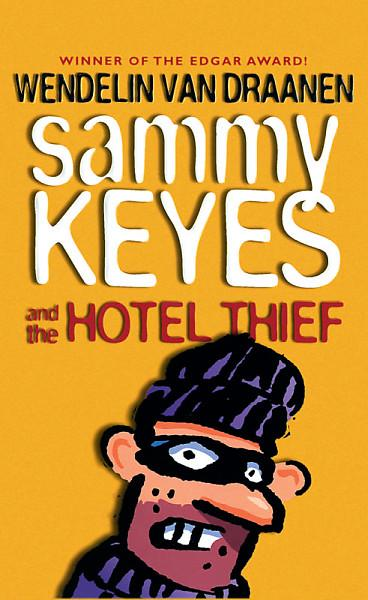 WINNER OF THE EDGAR AWARD!
WENDELIN VAN DRAANEN
sammy
KEYES
and the HOTEL THIEF